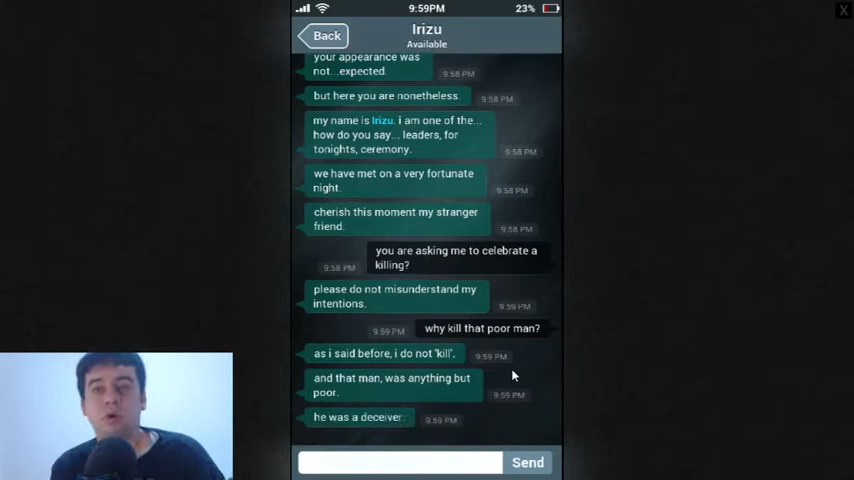 9:59PM
23%
X
Back
Irizu
Available
your appearance was
not...expected.
9:58 PM
but here you are nonetheless.
9:58 PM
my name is Irizu. i am one of the...
how do you say... leaders, for
tonights, ceremony.
9:58 PM
we have met on a very fortunate
night.
9:58 PM
cherish this moment my stranger
friend.
9:58 PM
you are asking me to celebrate a
killing?
9:58 PM
please do not misunderstand my
intentions.
9:59 PM
why kill that poor man?
9:59 PM
as i said before, i do not 'kill'.
9:59 PM
and that man, was anything but
poor.
9:59 PM
he was a deceiver.
9:59 PM
Send